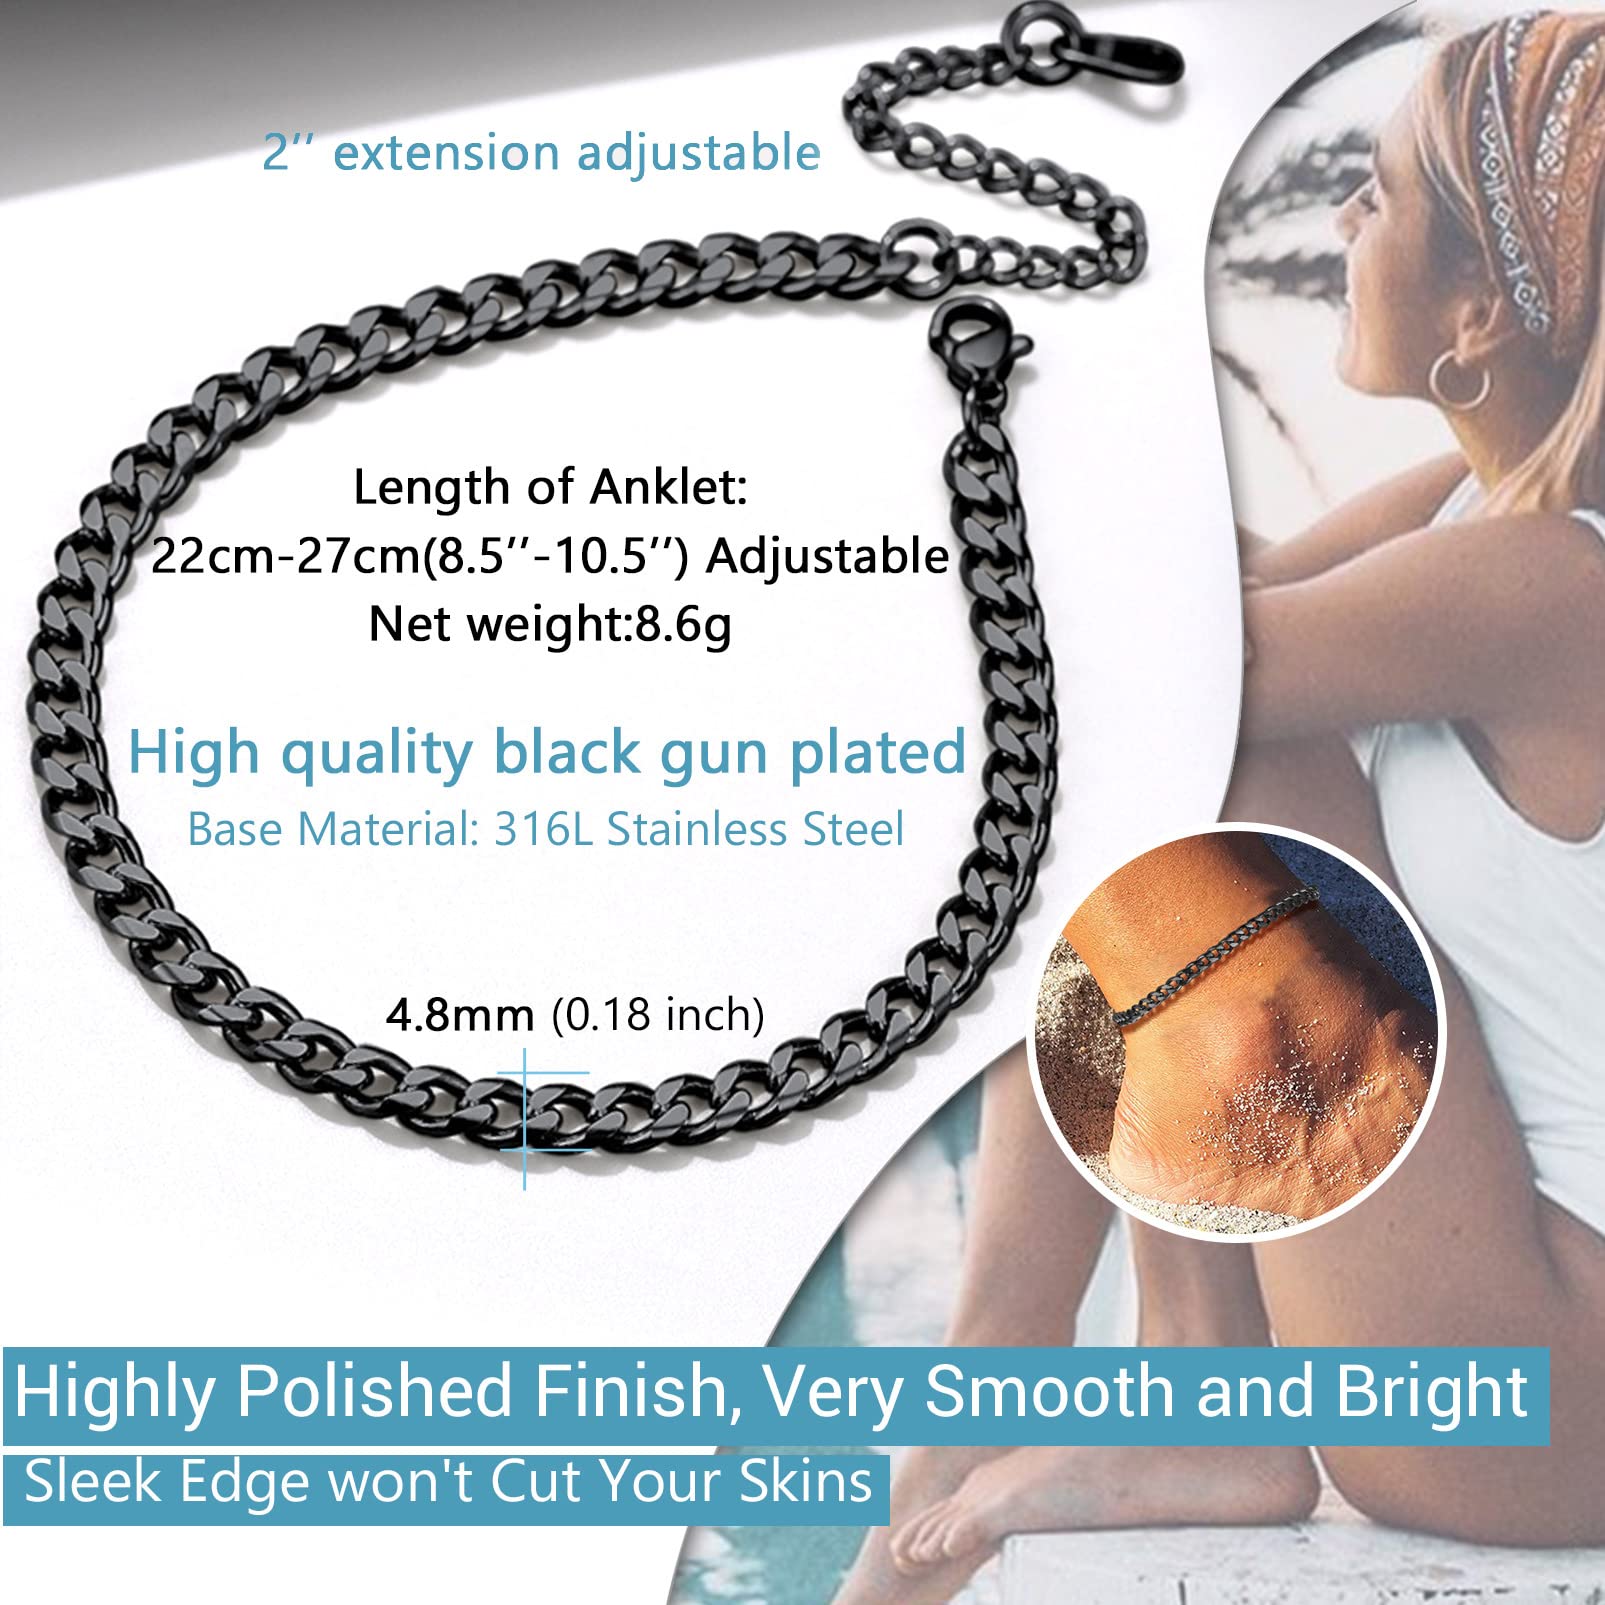 2’’ extension adjustable
Length of Anklet:
22cm-27cm(8.5’’-10.5’’) Adjustable
Net weight:8.6g
High quality black gun plated
Base Material: 316L Stainless Steel
4.8mm (0.18 inch)
Highly Polished Finish, Very Smooth and Bright
Sleek Edge won't Cut Your Skins